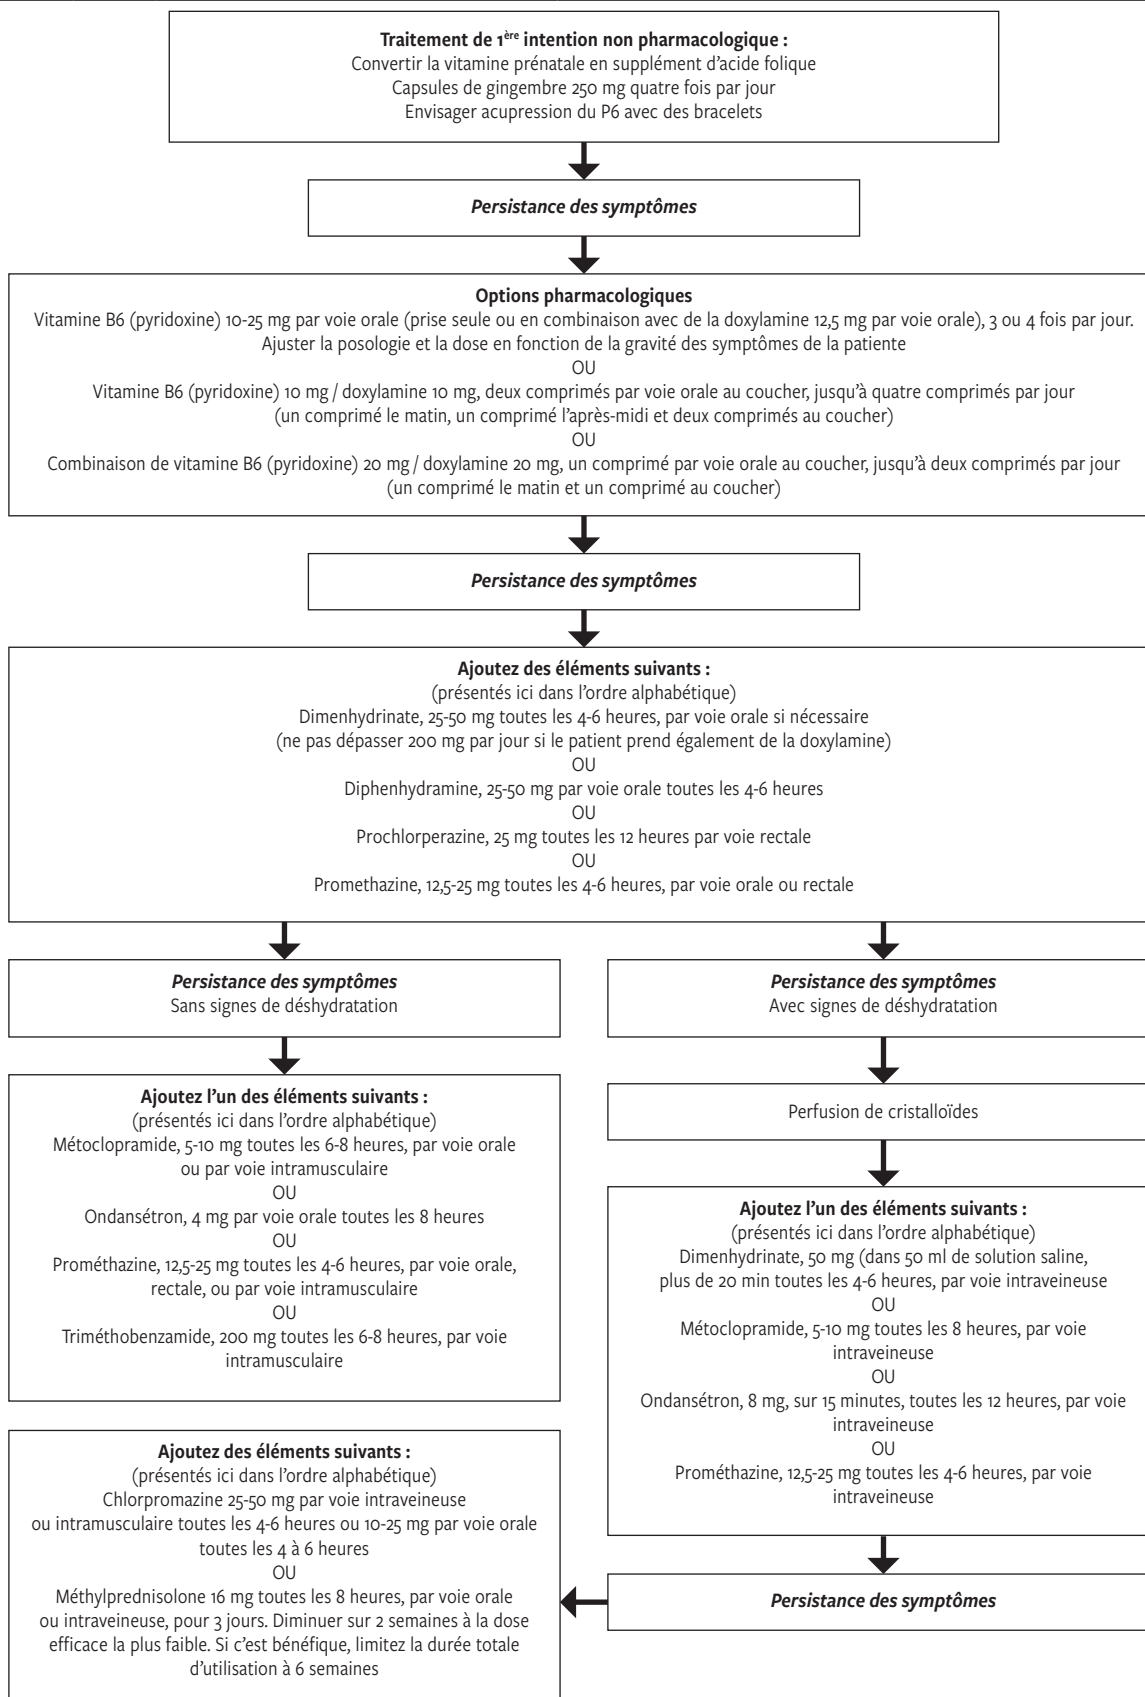 Traitement de 1ère intention non pharmacologique :
Convertir la vitamine prénatale en supplément d’acide folique
Capsules de gingembre 250 mg quatre fois par jour
Envisager acupression du P6 avec des bracelets
Persistance des symptômes
Options pharmacologiques
Vitamine B6 (pyridoxine) 10-25 mg par voie orale (prise seule ou en combinaison avec de la doxylamine 12,5 mg par voie orale), 3 ou 4 fois par jour.
Ajuster la posologie et la dose en fonction de la gravité des symptômes de la patiente
OU
Vitamine B6 (pyridoxine) 10 mg / doxylamine 10 mg, deux comprimés par voie orale au coucher, jusqu’à quatre comprimés par jour
(un comprimé le matin, un comprimé l’après-midi et deux comprimés au coucher)
OU
Combinaison de vitamine B6 (pyridoxine) 20 mg / doxylamine 20 mg, un comprimé par voie orale au coucher, jusqu’à deux comprimés par jour
(un comprimé le matin et un comprimé au coucher)
Persistance des symptômes
Ajoutez des éléments suivants :
(présentés ici dans l’ordre alphabétique)
Dimenhydrinate, 25-50 mg toutes les 4-6 heures, par voie orale si nécessaire
(ne pas dépasser 200 mg par jour si le patient prend également de la doxylamine)
OU
Diphenhydramine, 25-50 mg par voie orale toutes les 4-6 heures
OU
Prochlorperazine, 25 mg toutes les 12 heures par voie rectale
OU
Promethazine, 12,5-25 mg toutes les 4-6 heures, par voie orale ou rectale
Persistance des symptômes
Sans signes de déshydratation
Ajoutez l’un des éléments suivants :
(présentés ici dans l’ordre alphabétique)
Métoclopramide, 5-10 mg toutes les 6-8 heures, par voie orale
ou par voie intramusculaire
OU
Ondansétron, 4 mg par voie orale toutes les 8 heures
OU
Prométhazine, 12,5-25 mg toutes les 4-6 heures, par voie orale,
rectale, ou par voie intramusculaire
OU
Triméthobenzamide, 200 mg toutes les 6-8 heures, par voie
intramusculaire
Persistance des symptômes
Avec signes de déshydratation
Perfusion de cristalloïdes
Ajoutez l’un des éléments suivants :
(présentés ici dans l’ordre alphabétique)
Dimenhydrinate, 50 mg (dans 50 ml de solution saline,
plus de 20 min toutes les 4-6 heures, par voie intraveineuse
OU
Métoclopramide, 5-10 mg toutes les 8 heures, par voie
intraveineuse
OU
Ondansétron, 8 mg, sur 15 minutes, toutes les 12 heures, par voie
intraveineuse
OU
Prométhazine, 12,5-25 mg toutes les 4-6 heures, par voie
intraveineuse
Persistance des symptômes
Ajoutez des éléments suivants :
(présentés ici dans l’ordre alphabétique)
Chlorpromazine 25-50 mg par voie intraveineuse
ou intramusculaire toutes les 4-6 heures ou 10-25 mg par voie orale
toutes les 4 à 6 heures
OU
Méthylprednisolone 16 mg toutes les 8 heures, par voie orale
ou intraveineuse, pour 3 jours. Diminuer sur 2 semaines à la dose
efficace la plus faible. Si c’est bénéfique, limitez la durée totale
d’utilisation à 6 semaines